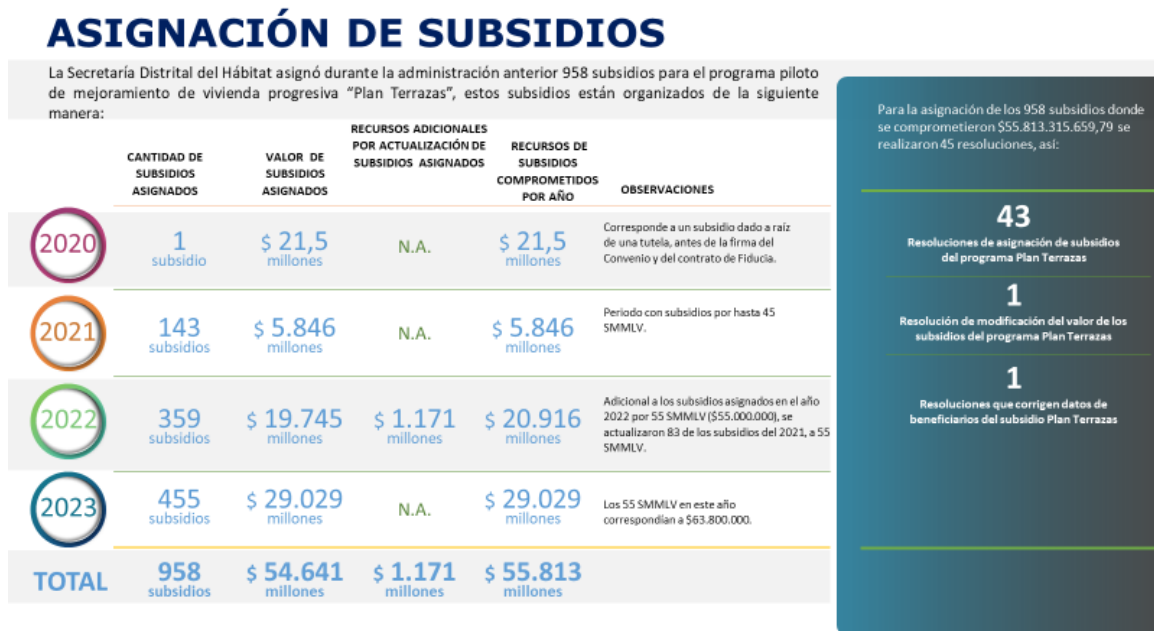 ASIGNACIÓN DE SUBSIDIOS
La Secretaría Distrital del Hábitat asignó durante la administración anterior 958 subsidios para el programa piloto
de mejoramiento de vivienda progresiva “Plan Terrazas”, estos subsidios están organizados de la siguiente
manera:
CANTIDAD DE
SUBSIDIOS
ASIGNADOS
VALOR DE
SUBSIDIOS
ASIGNADOS
RECURSOS ADICIONALES
POR ACTUALIZACIÓN DE
SUBSIDIOS ASIGNADOS
RECURSOS DE
SUBSIDIOS
COMPROMETIDOS
POR AÑO
OBSERVACIONES
2020
1
subsidio
$ 21,5
millones
N.A.
$ 21,5
millones
Corresponde a un subsidio dado a raíz
de una tutela, antes de la firma del
Convenio y del contrato de Fiducia.
2021
143
subsidios
$ 5.846
millones
N.A.
$ 5.846
millones
Periodo con subsidios por hasta 45
SMMLV.
2022
359
subsidios
$ 19.745
millones
$ 1.171
millones
$ 20.916
millones
Adicional a los subsidios asignados en el año
2022 por 55 SMMLV ($55.000.000), se
actualizaron 83 de los subsidios del 2021, a 55
SMMLV.
2023
455
subsidios
$ 29.029
millones
N.A.
$ 29.029
millones
Los 55 SMMLV en este año
correspondían a $63.800.000.
TOTAL
958
subsidios
$ 54.641
millones
$ 1.171
millones
$ 55.813
millones
Para la asignación de los 958 subsidios donde
se comprometieron $55.813.315.659,79 se
realizaron 45 resoluciones, así:
43
Resoluciones de asignación de subsidios
del programa Plan Terrazas
1
Resolución de modificación del valor de los
subsidios del programa Plan Terrazas
1
Resoluciones que corrigen datos de
beneficiarios del subsidio Plan Terrazas